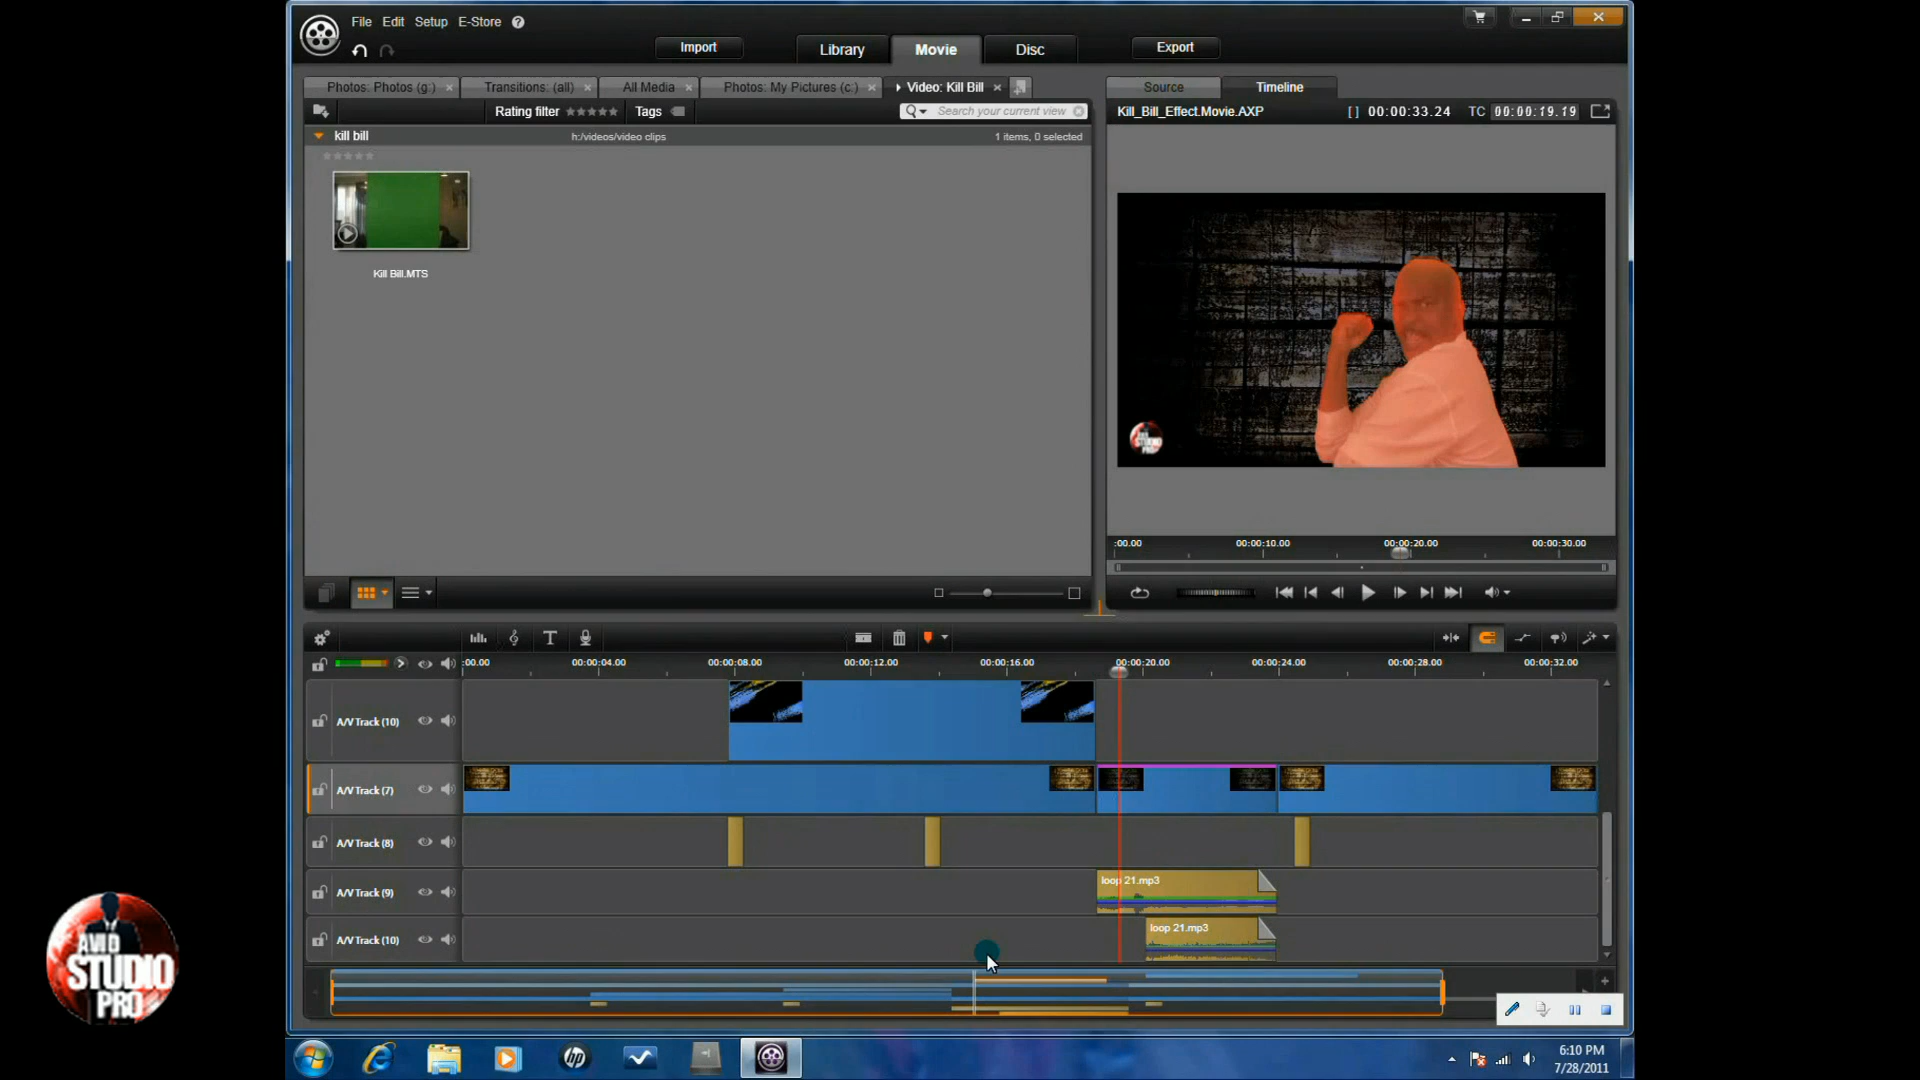 File Edit Setup E-Store ?
Import Library Movie Disc Export
Photos: Photos (g:) × Transitions: (all) × All Media × Photos: My Pictures (c:) × Video: Kill Bill ×
Source Timeline
Rating filter Tags Search your current view
Kill_Bill_Effect.Movie.AXP [] 00:00:33.24 TC 00:00:19.19
kill bill h:/videos/video clips 1 items, 0 selected
Kill Bill.MTS
AVID
STUDIO
PRO
:00.00 00:00:10.00 00:00:20.00 00:00:30.00
:00.00 00:00:04.00 00:00:08.00 00:00:12.00 00:00:16.00 00:00:20.00 00:00:24.00 00:00:28.00 00:00:32.00
A/V Track (10)
A/V Track (7)
A/V Track (8)
A/V Track (9) loop 21.mp3
A/V Track (10) loop 21.mp3
AVID
STUDIO
PRO
hp
6:10 PM
7/28/2011